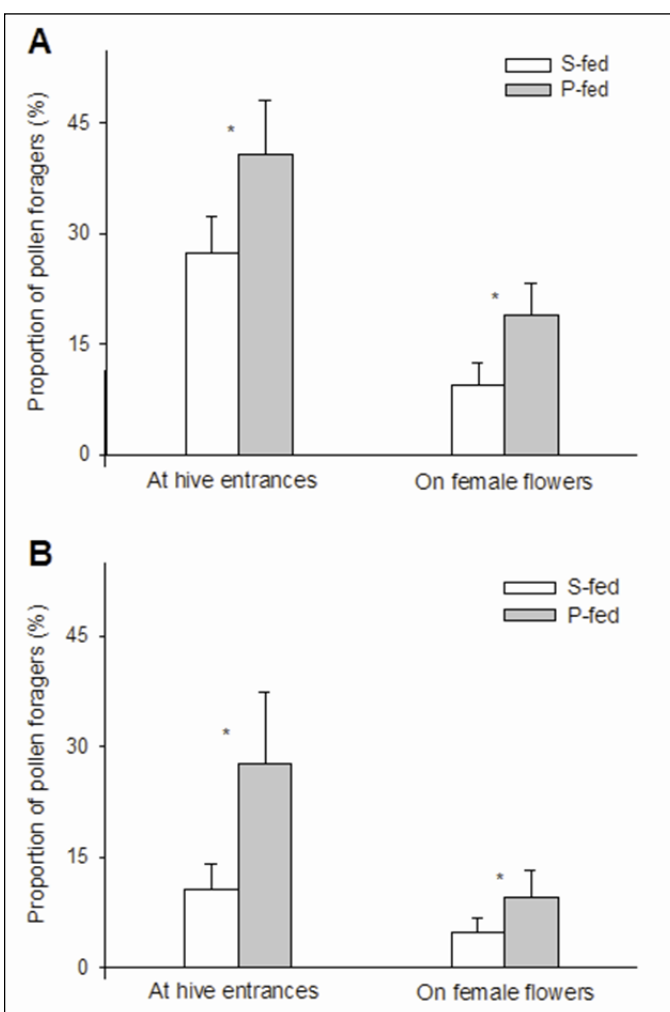 A
S-fed
P-fed
Proportion of pollen foragers (%)
45
*
30
*
15
0
At hive entrances On female flowers
B
S-fed
P-fed
Proportion of pollen foragers (%)
45
*
30
15
*
0
At hive entrances On female flowers